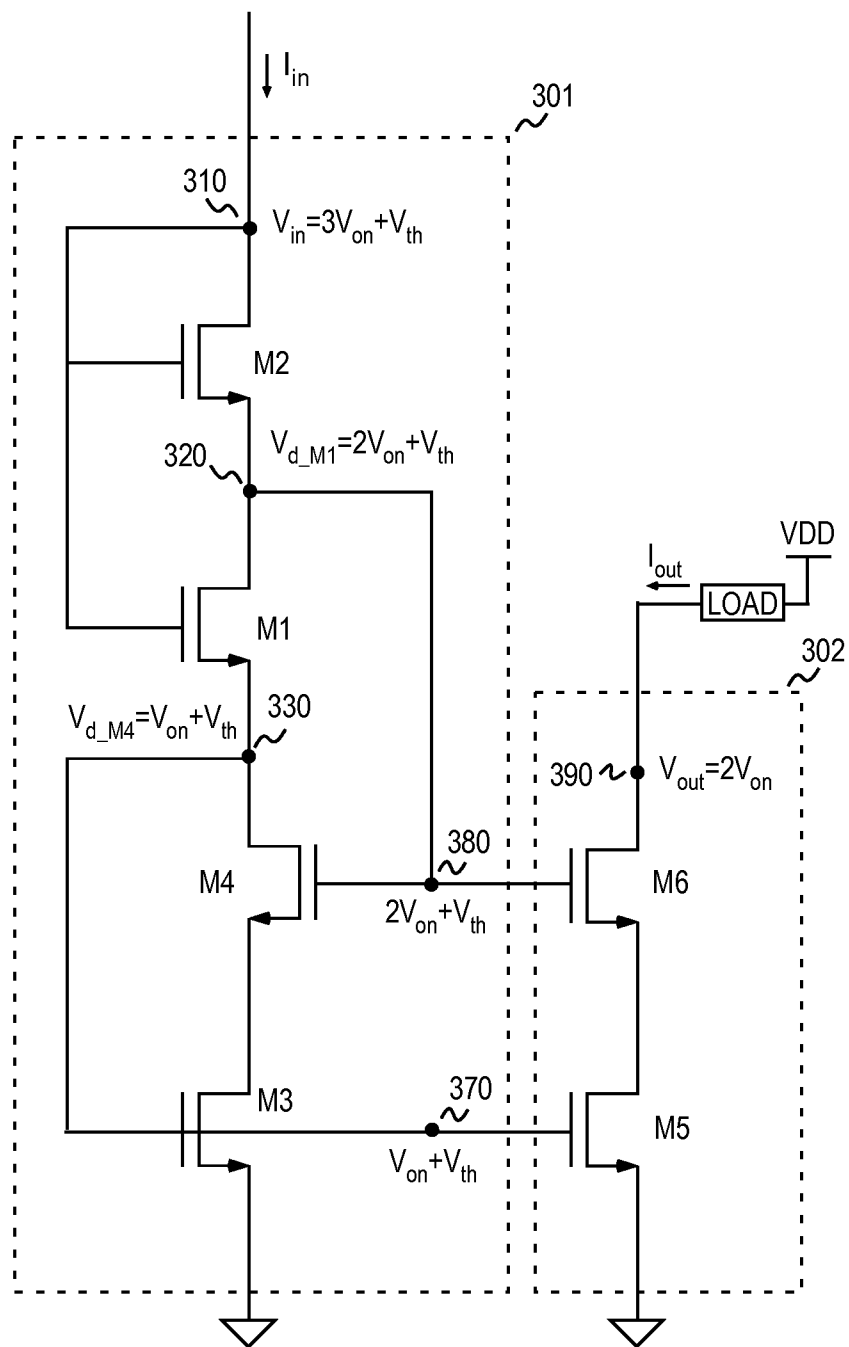 I_in
301
310
V_in=3V_on+V_th
M2
V_d_M1=2V_on+V_th
320
VDD
I_out
LOAD
M1
302
V_d_M4=V_on+V_th
330
390
V_out=2V_on
380
M4
M6
2V_on+V_th
M3
370
M5
V_on+V_th